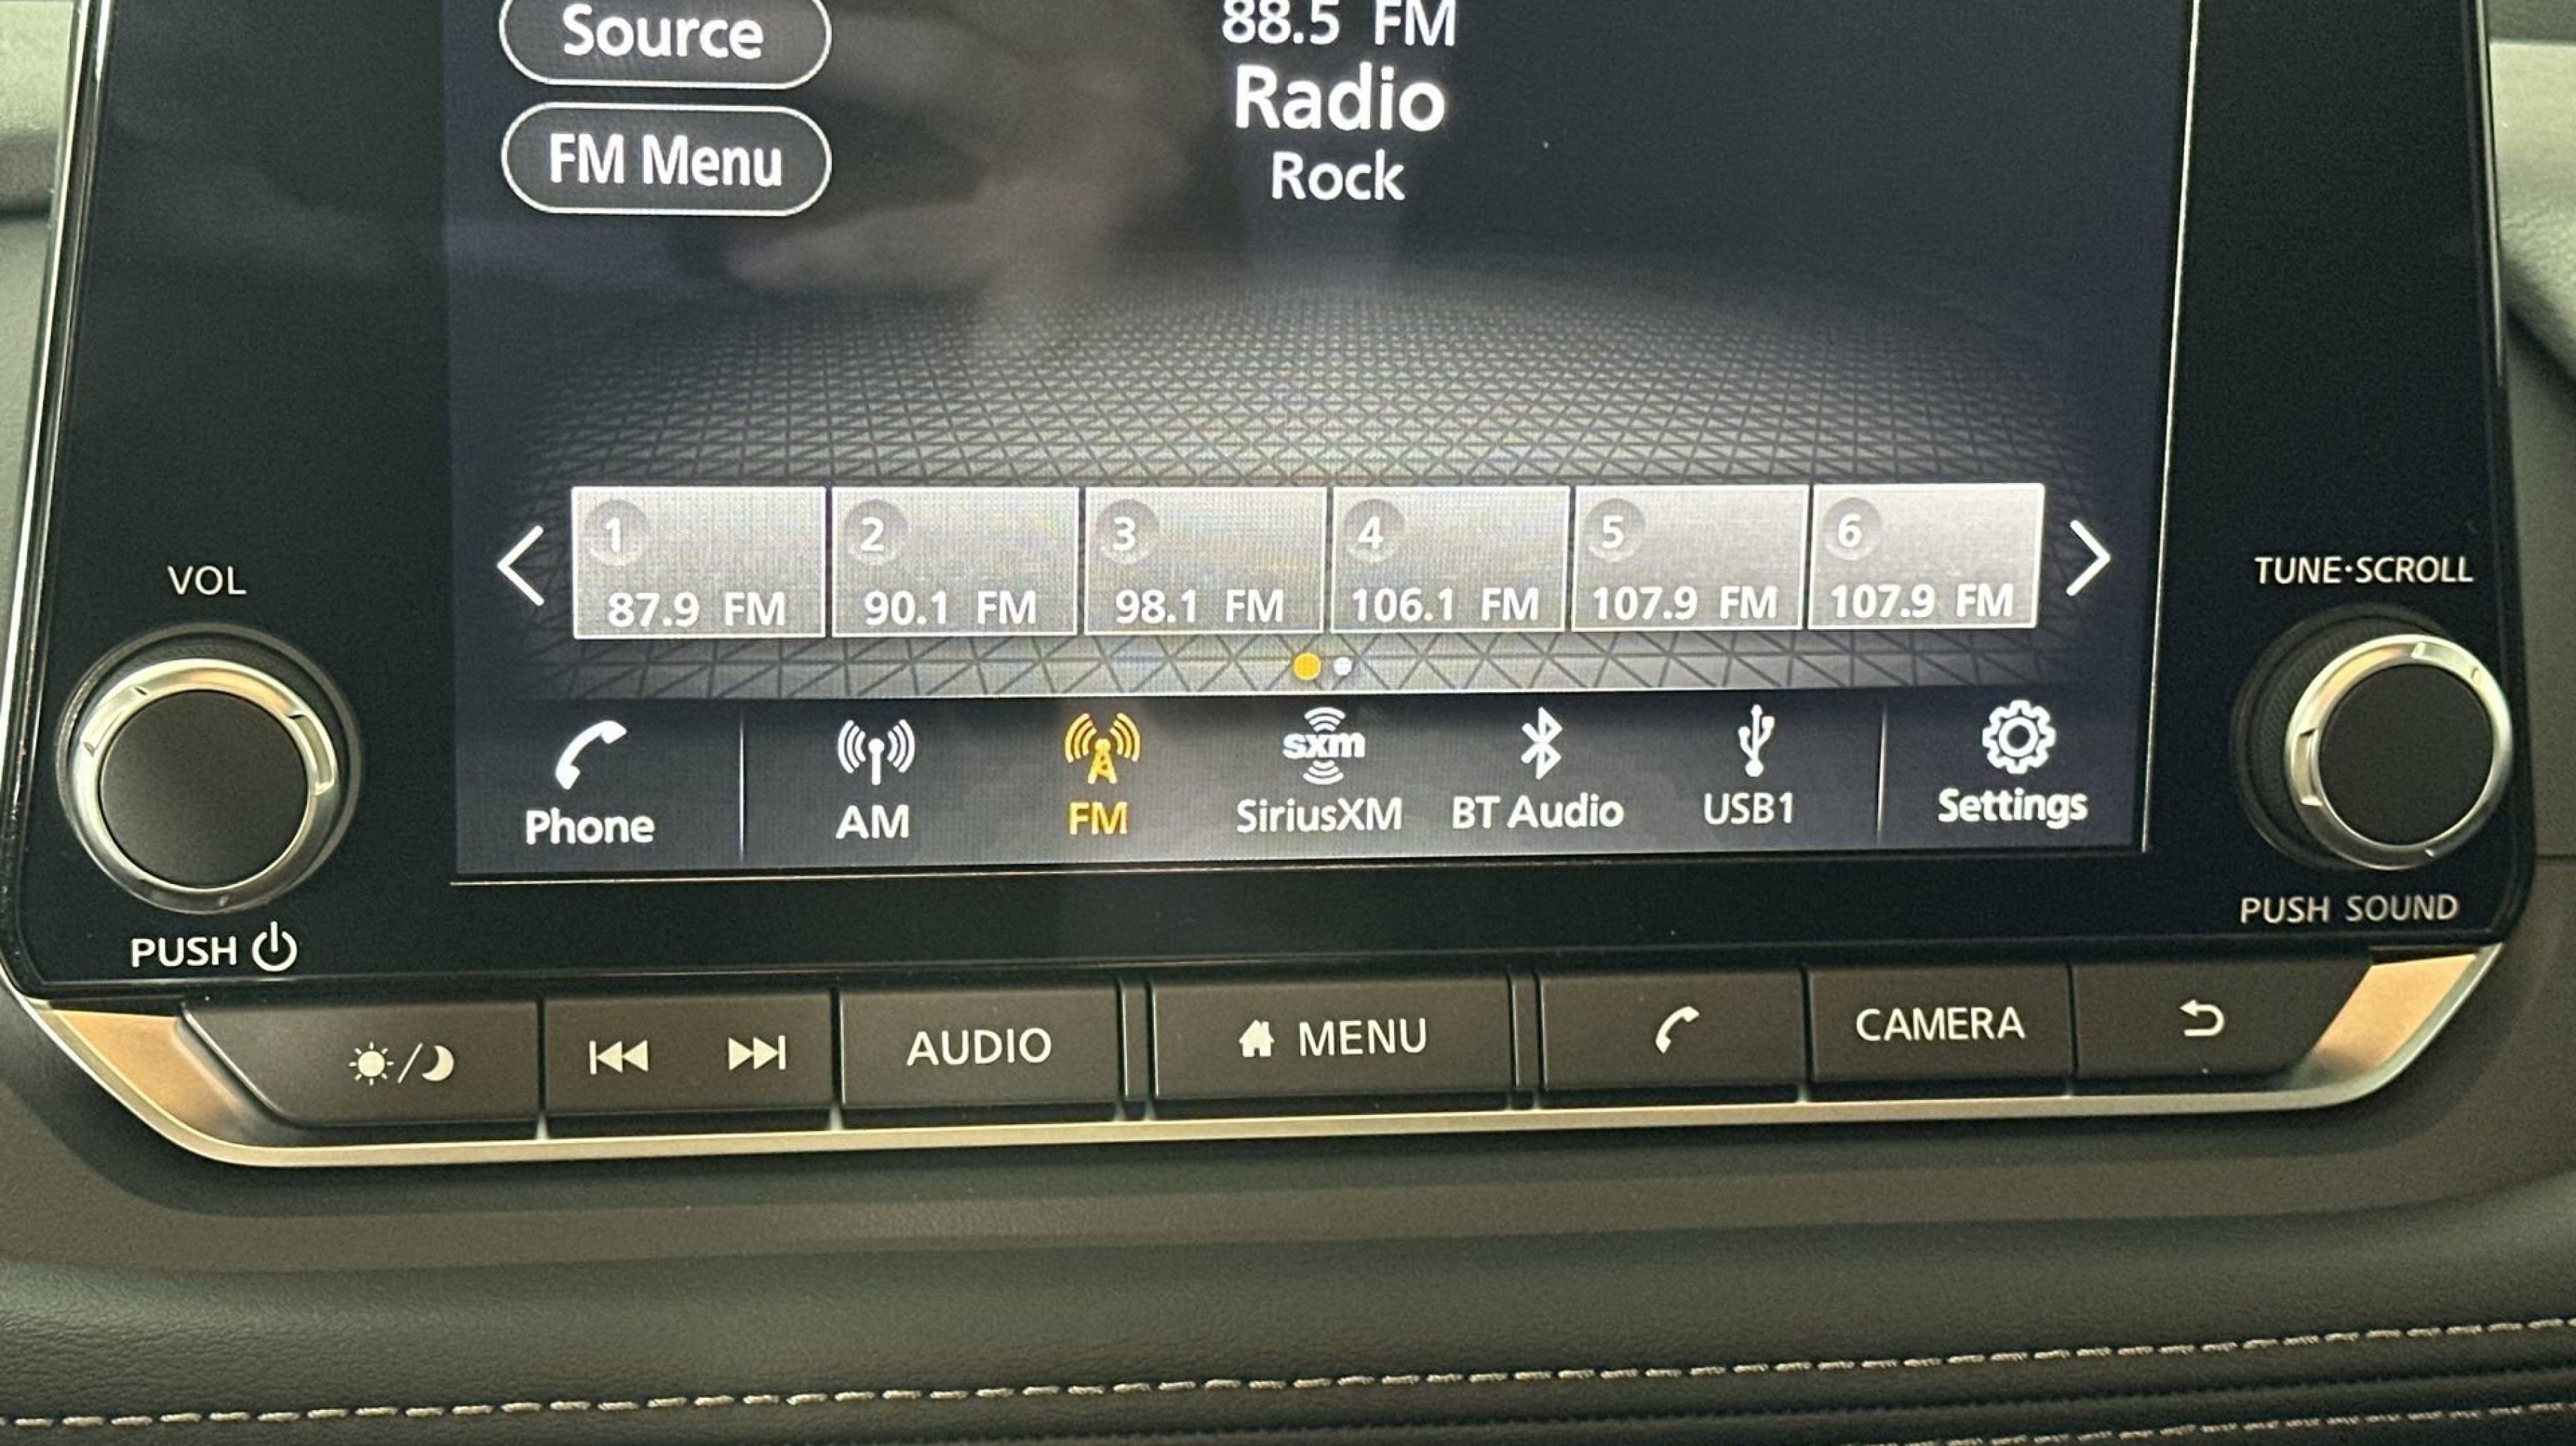 Source
88.5 FM
FM Menu
Radio
Rock
1
2
3
4
5
6
87.9 FM
90.1 FM
98.1 FM
106.1 FM
107.9 FM
107.9 FM
VOL
TUNE·SCROLL
sxm
Phone
AM
FM
SiriusXM
BT Audio
USB1
Settings
PUSH
PUSH SOUND
AUDIO
MENU
CAMERA